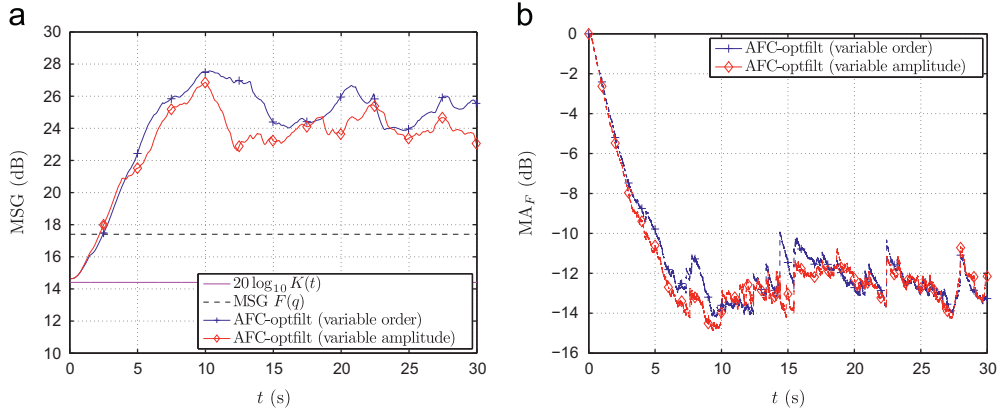 a
30
28
26
24
22
20
18
16
14
12
10
MSG (dB)
0 5 10 15 20 25 30
t (s)
20 log₁₀ K(t)
MSG F(q)
AFC-optfilt (variable order)
AFC-optfilt (variable amplitude)
b
0
−2
−4
−6
−8
−10
−12
−14
−16
MA_F (dB)
0 5 10 15 20 25 30
t (s)
AFC-optfilt (variable order)
AFC-optfilt (variable amplitude)